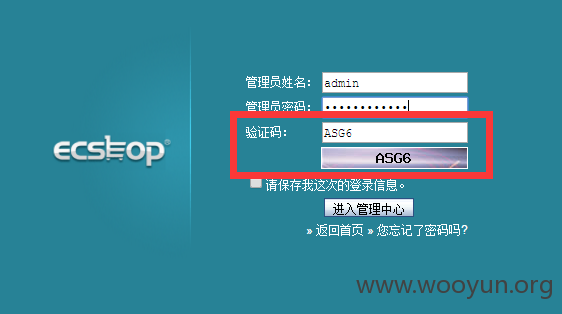 管理员姓名： admin
管理员密码： ••••••••••••
验证码： ASG6
ecshop®
ASG6
请保存我这次的登录信息。
进入管理中心
» 返回首页 » 您忘记了密码吗?
www.wooyun.org